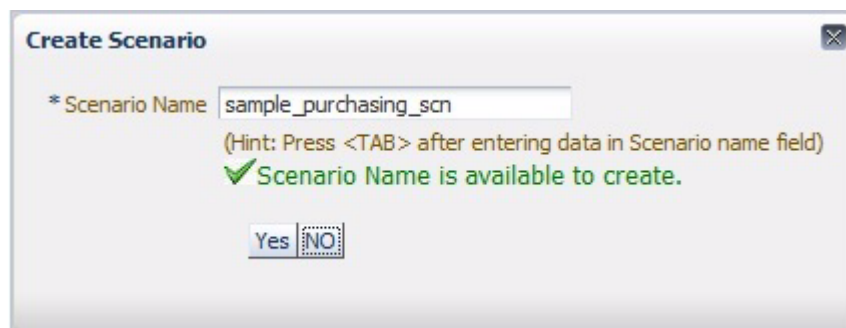 Create Scenario
* Scenario Name sample_purchasing_scn
(Hint: Press <TAB> after entering data in Scenario name field)
Scenario Name is available to create.
Yes NO